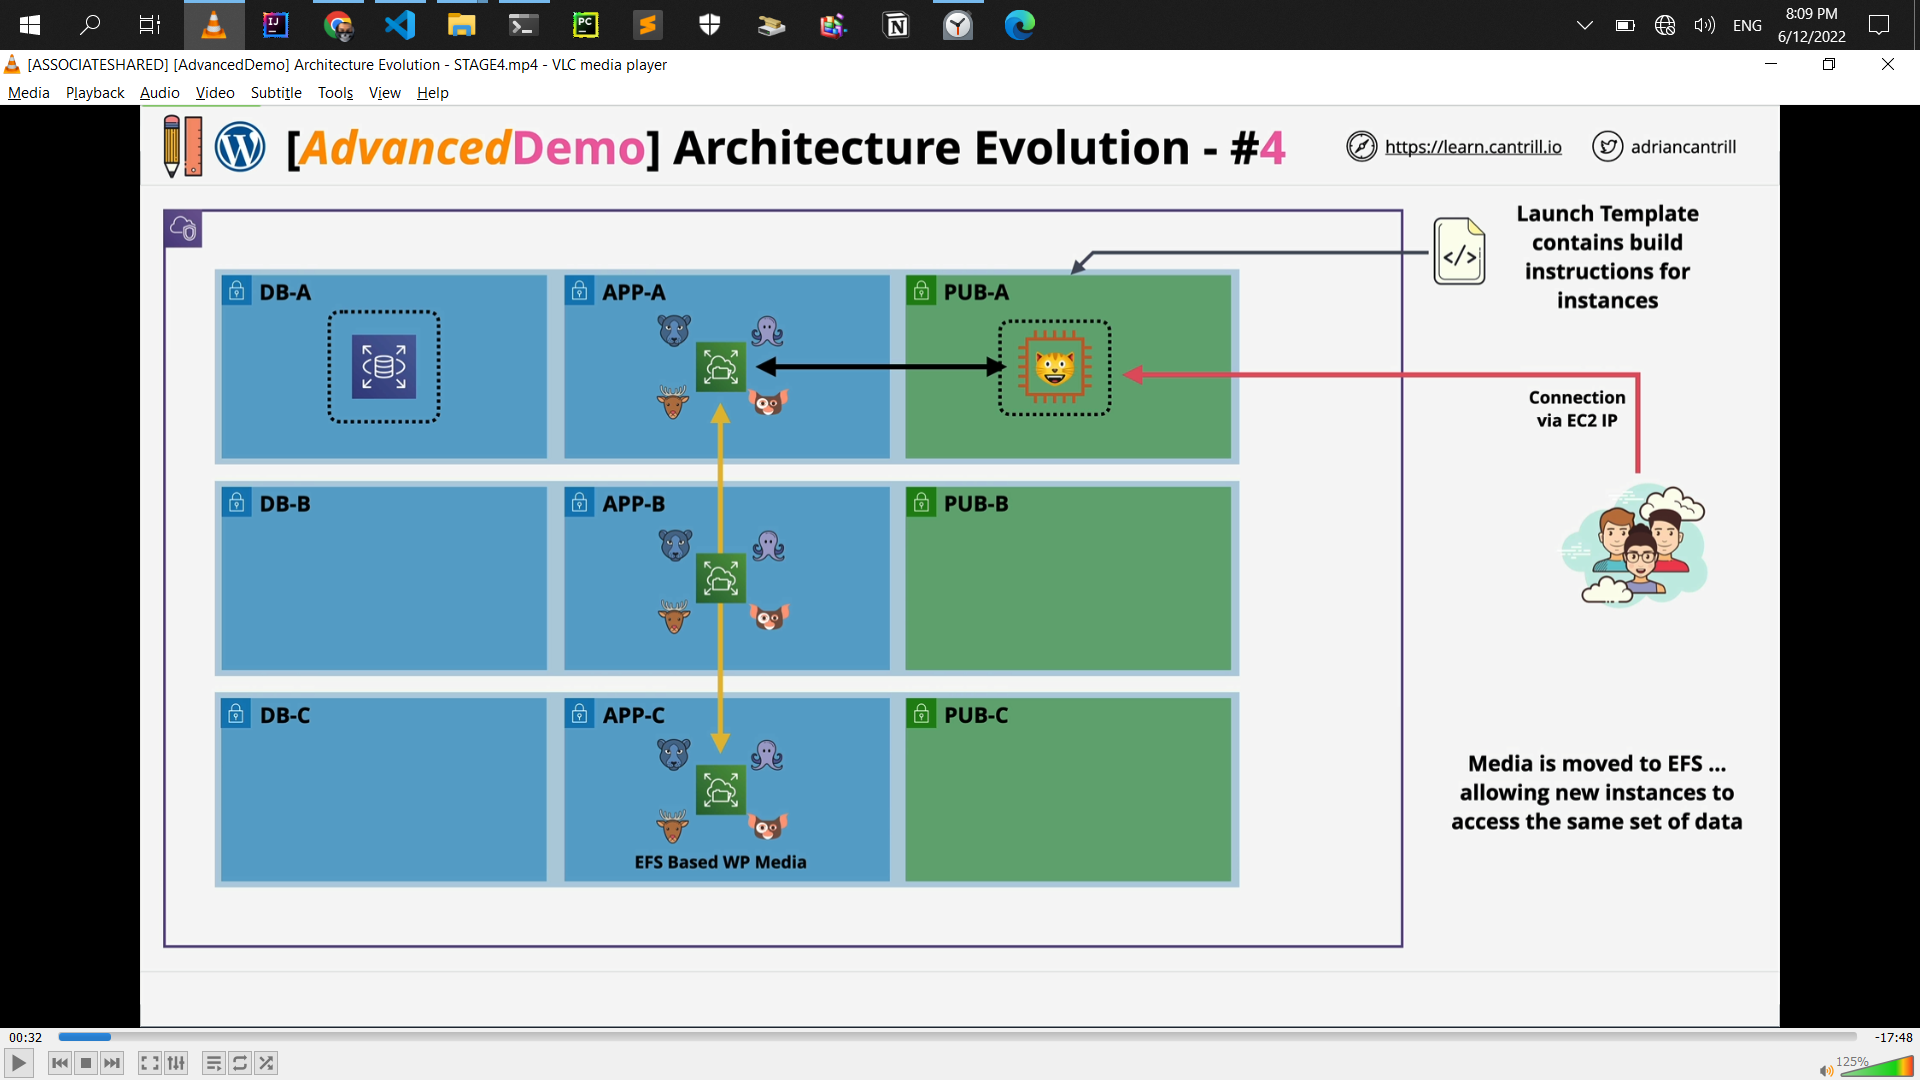 ENG
8:09 PM
6/12/2022
[ASSOCIATESHARED] [AdvancedDemo] Architecture Evolution - STAGE4.mp4 - VLC media player
Media Playback Audio Video Subtitle Tools View Help
[AdvancedDemo] Architecture Evolution - #4
https://learn.cantrill.io
adriancantrill
Launch Template
contains build
instructions for
instances
</>
DB-A
APP-A
PUB-A
Connection
via EC2 IP
DB-B
APP-B
PUB-B
DB-C
APP-C
PUB-C
EFS Based WP Media
Media is moved to EFS ...
allowing new instances to
access the same set of data
00:32
-17:48
125%